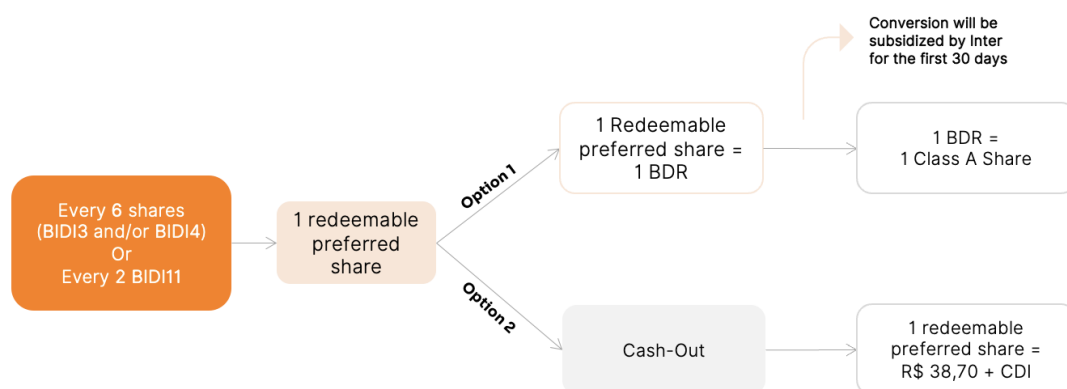 Conversion will be
subsidized by Inter
for the first 30 days
1 Redeemable
preferred share =
1 BDR
1 BDR =
1 Class A Share
Option 1
Every 6 shares
(BIDI3 and/or BIDI4)
Or
Every 2 BIDI11
1 redeemable
preferred
share
Option 2
Cash-Out
1 redeemable
preferred share =
R$ 38,70 + CDI